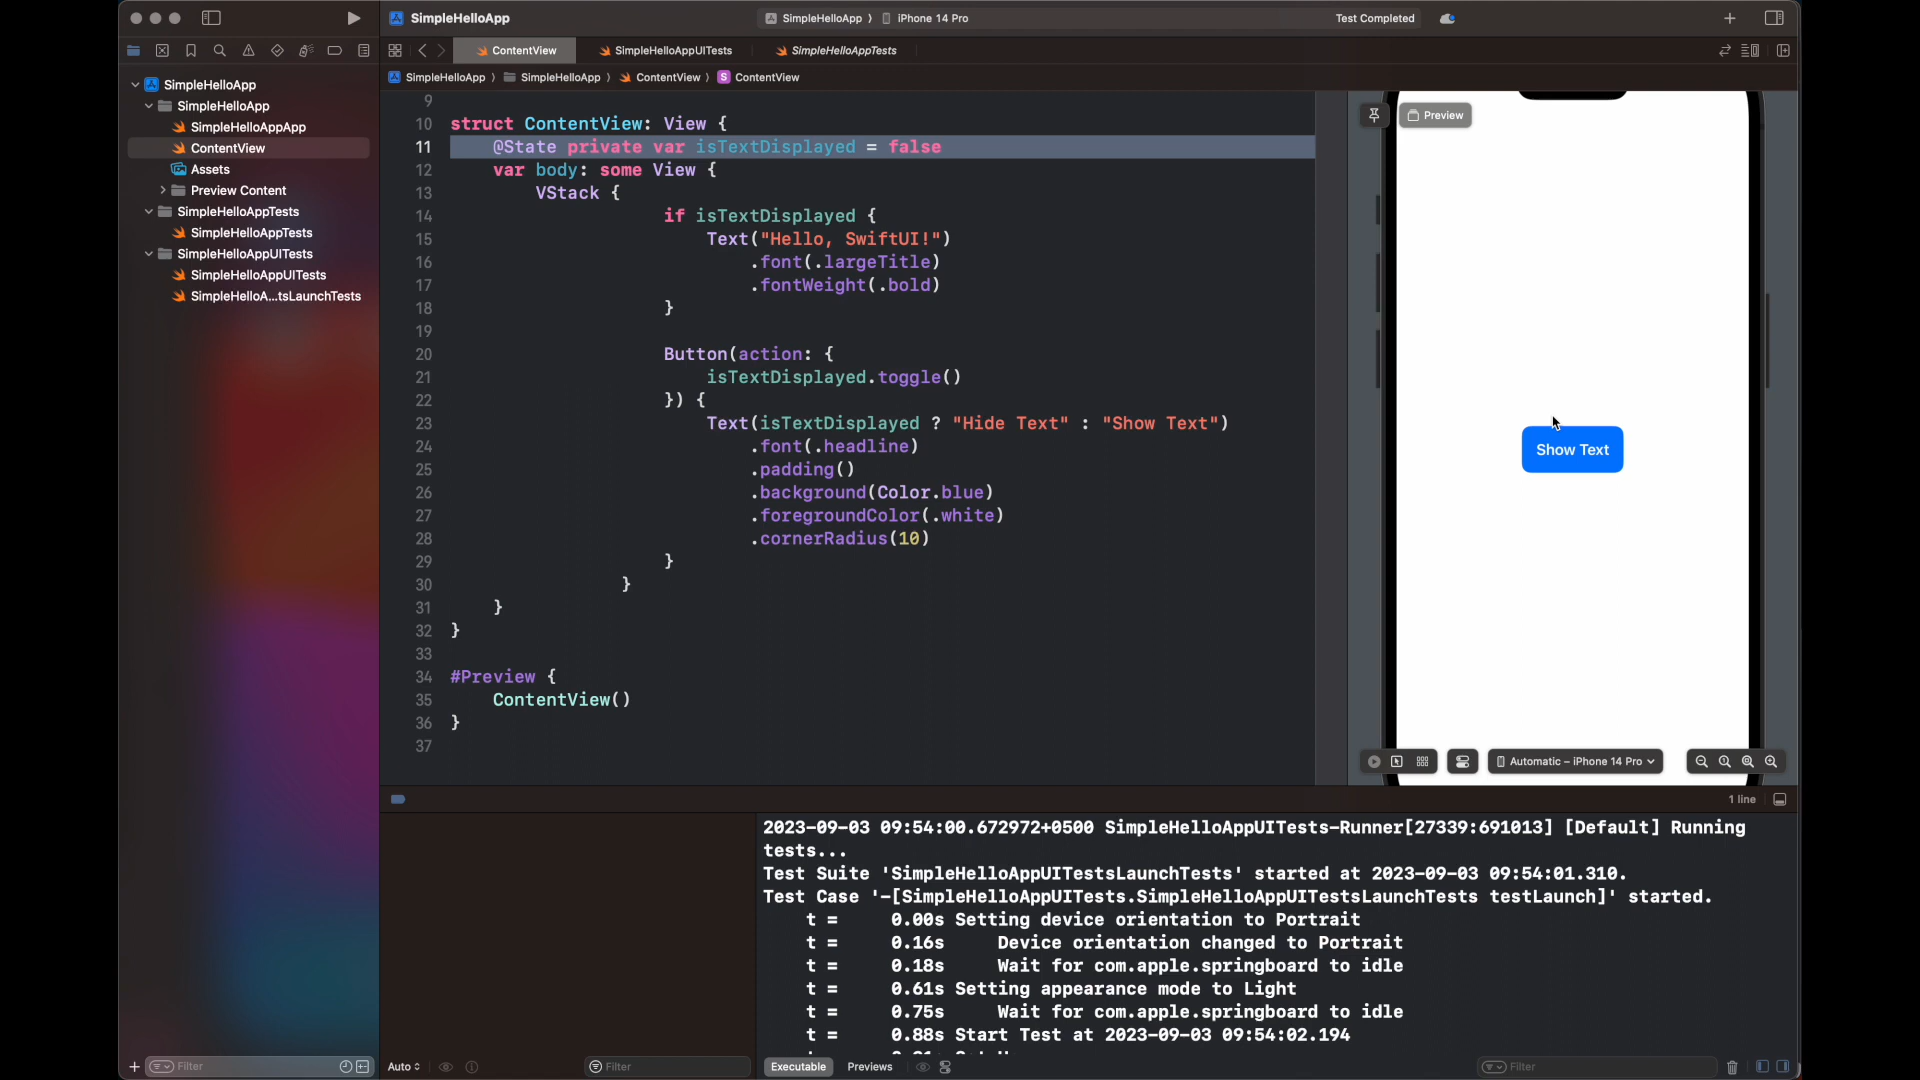 SimpleHelloApp
SimpleHelloApp ⟩ iPhone 14 Pro
Test Completed
ContentView
SimpleHelloAppUITests
SimpleHelloAppTests
SimpleHelloApp ⟩ SimpleHelloApp ⟩ ContentView ⟩ S ContentView
SimpleHelloApp
SimpleHelloApp
SimpleHelloAppApp
ContentView
Assets
Preview Content
SimpleHelloAppTests
SimpleHelloAppTests
SimpleHelloAppUITests
SimpleHelloAppUITests
SimpleHelloA...tsLaunchTests
Filter
9
10 struct ContentView: View {
11 @State private var isTextDisplayed = false
12 var body: some View {
13 VStack {
14 if isTextDisplayed {
15 Text("Hello, SwiftUI!")
16 .font(.largeTitle)
17 .fontWeight(.bold)
18 }
19
20 Button(action: {
21 isTextDisplayed.toggle()
22 }) {
23 Text(isTextDisplayed ? "Hide Text" : "Show Text")
24 .font(.headline)
25 .padding()
26 .background(Color.blue)
27 .foregroundColor(.white)
28 .cornerRadius(10)
29 }
30 }
31 }
32 }
33
34 #Preview {
35 ContentView()
36 }
37
Preview
Show Text
Automatic – iPhone 14 Pro
1 line
2023-09-03 09:54:00.672972+0500 SimpleHelloAppUITests-Runner[27339:691013] [Default] Running
tests...
Test Suite 'SimpleHelloAppUITestsLaunchTests' started at 2023-09-03 09:54:01.310.
Test Case '-[SimpleHelloAppUITests.SimpleHelloAppUITestsLaunchTests testLaunch]' started.
t = 0.00s Setting device orientation to Portrait
t = 0.16s Device orientation changed to Portrait
t = 0.18s Wait for com.apple.springboard to idle
t = 0.61s Setting appearance mode to Light
t = 0.75s Wait for com.apple.springboard to idle
t = 0.88s Start Test at 2023-09-03 09:54:02.194
Auto
Filter
Executable
Previews
Filter